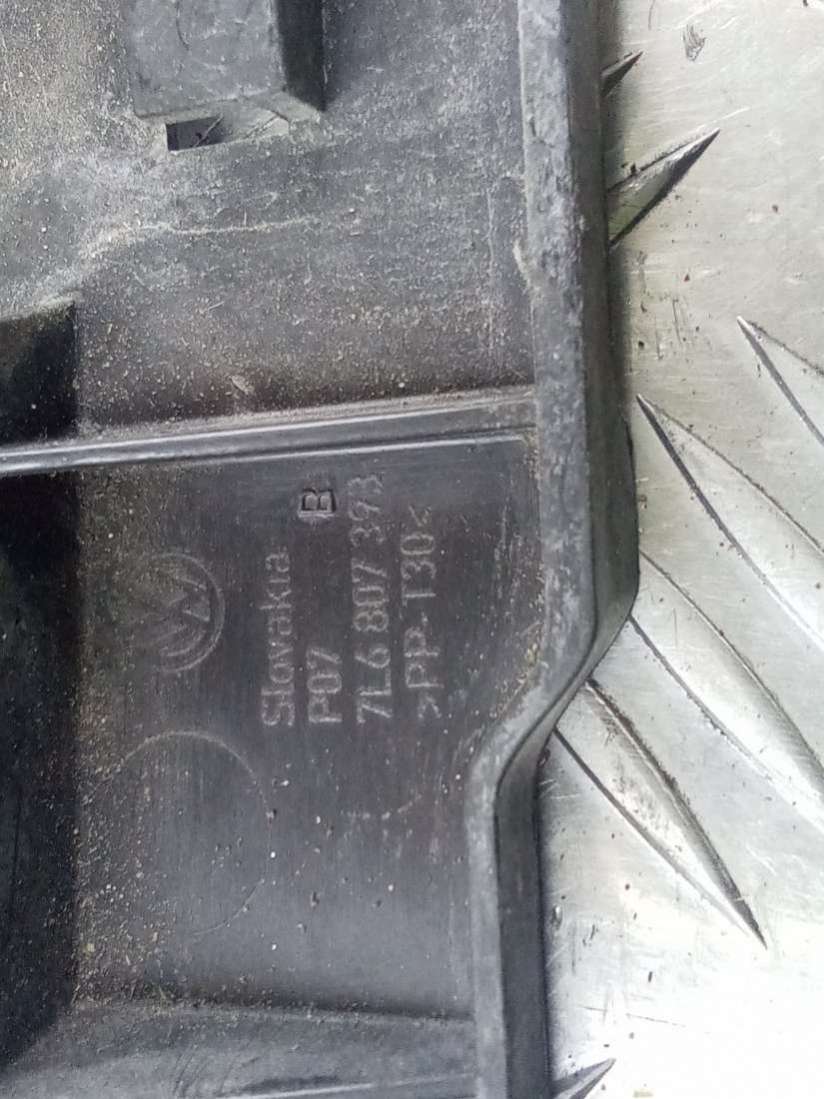 Slovakia
P07 B
7L6 807 393
>PP-T30<